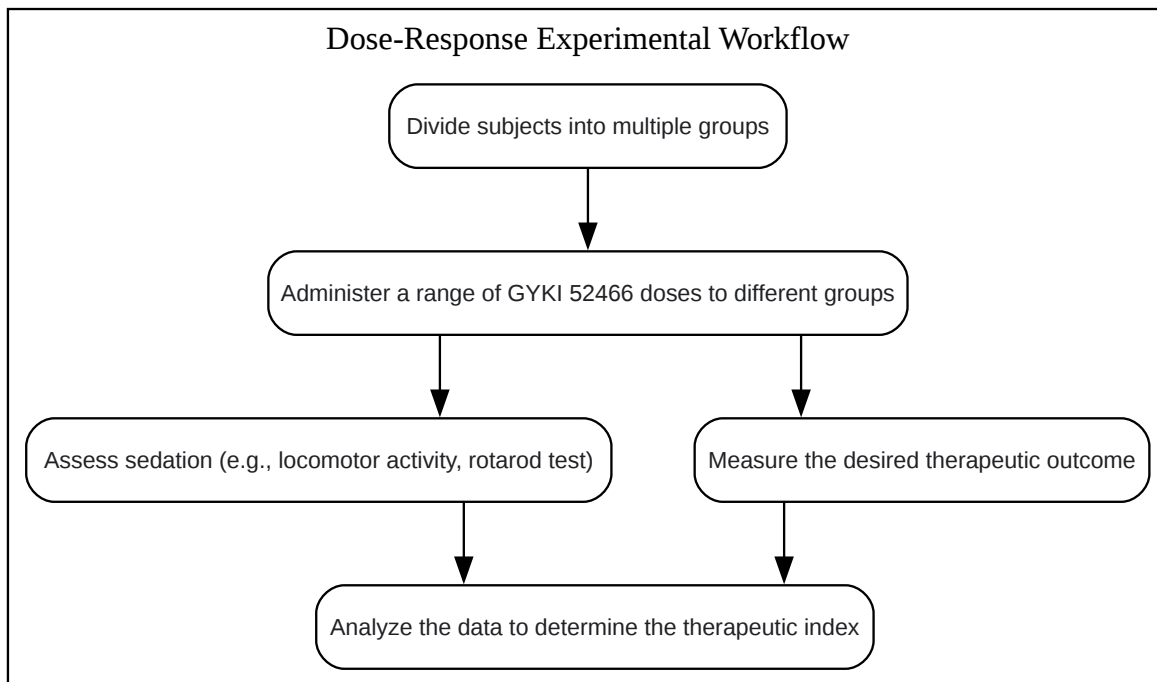 Dose-Response Experimental Workflow
Divide subjects into multiple groups
Administer a range of GYKI 52466 doses to different groups
Assess sedation (e.g., locomotor activity, rotarod test)
Measure the desired therapeutic outcome
Analyze the data to determine the therapeutic index